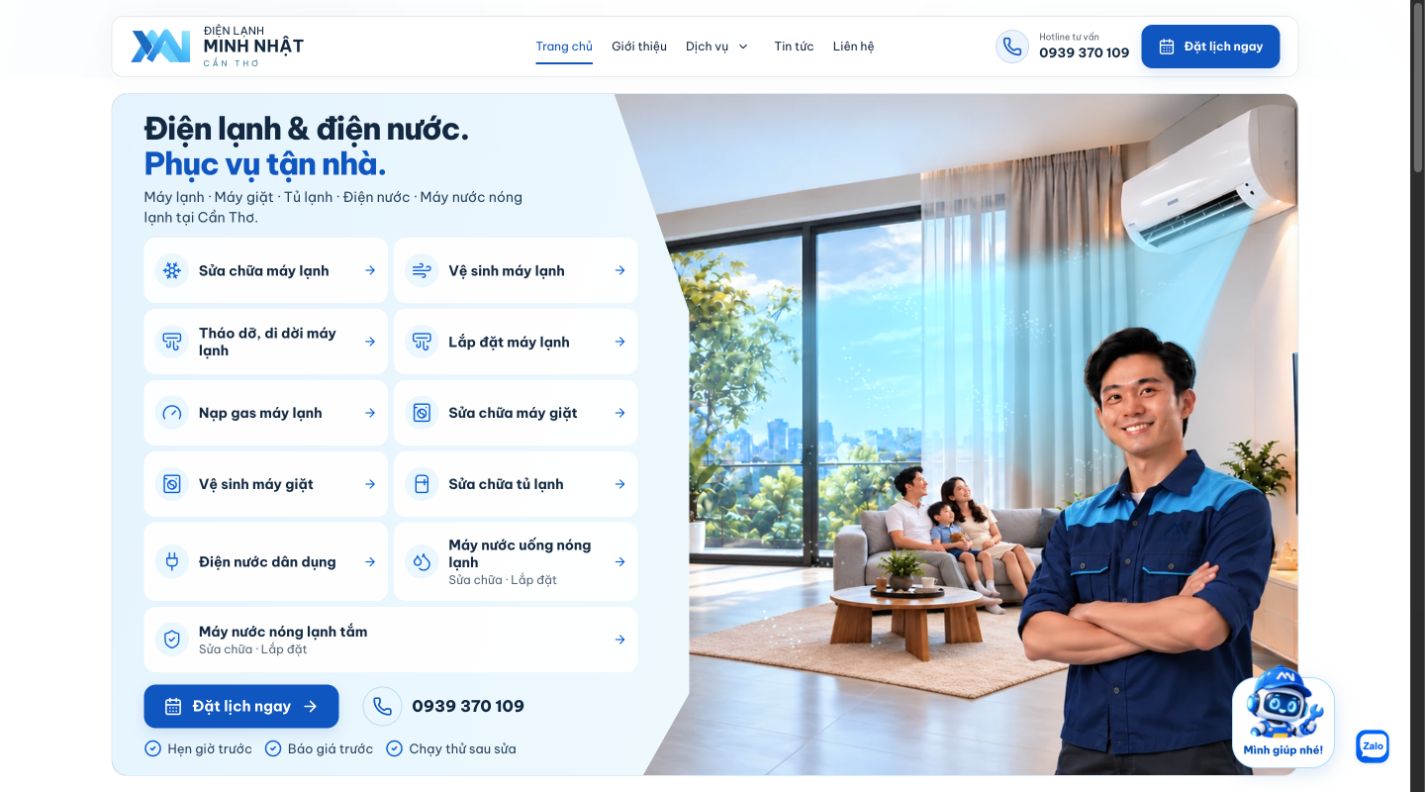 ĐIỆN LẠNH
MINH NHẬT
CẦN THƠ
Trang chủ
Giới thiệu
Dịch vụ
Tin tức
Liên hệ
Hotline tư vấn
0939 370 109
Đặt lịch ngay
Điện lạnh & điện nước.
Phục vụ tận nhà.
Máy lạnh · Máy giặt · Tủ lạnh · Điện nước · Máy nước nóng
lạnh tại Cần Thơ.
Sửa chữa máy lạnh
Vệ sinh máy lạnh
Tháo dỡ, di dời máy
lạnh
Lắp đặt máy lạnh
Nạp gas máy lạnh
Sửa chữa máy giặt
Vệ sinh máy giặt
Sửa chữa tủ lạnh
Điện nước dân dụng
Máy nước uống nóng
lạnh
Sửa chữa · Lắp đặt
Máy nước nóng lạnh tắm
Sửa chữa · Lắp đặt
Đặt lịch ngay
0939 370 109
Hẹn giờ trước
Báo giá trước
Chạy thử sau sửa
Mình giúp nhé!
Zalo